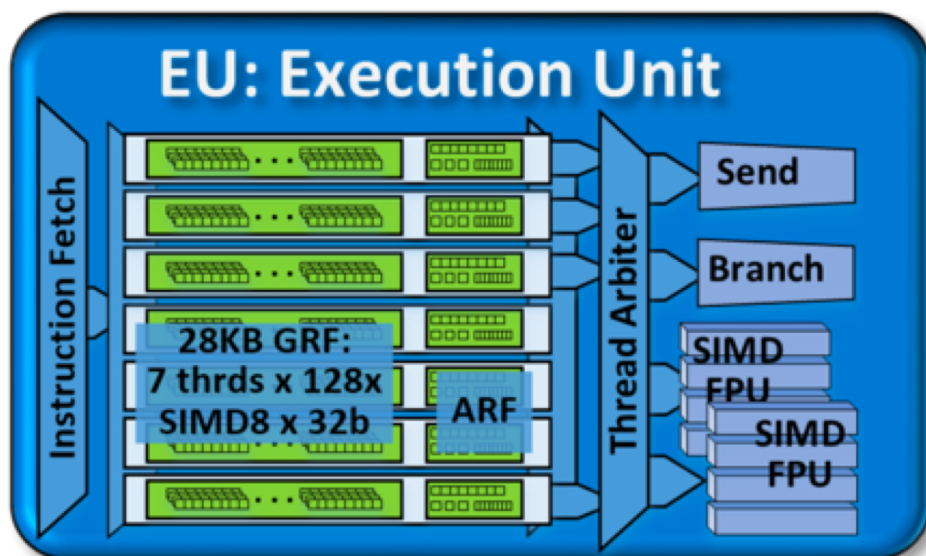 EU: Execution Unit
Instruction Fetch
28KB GRF:
7 thrds x 128x
SIMD8 x 32b
ARF
Thread Arbiter
Send
Branch
SIMD
FPU
SIMD
FPU